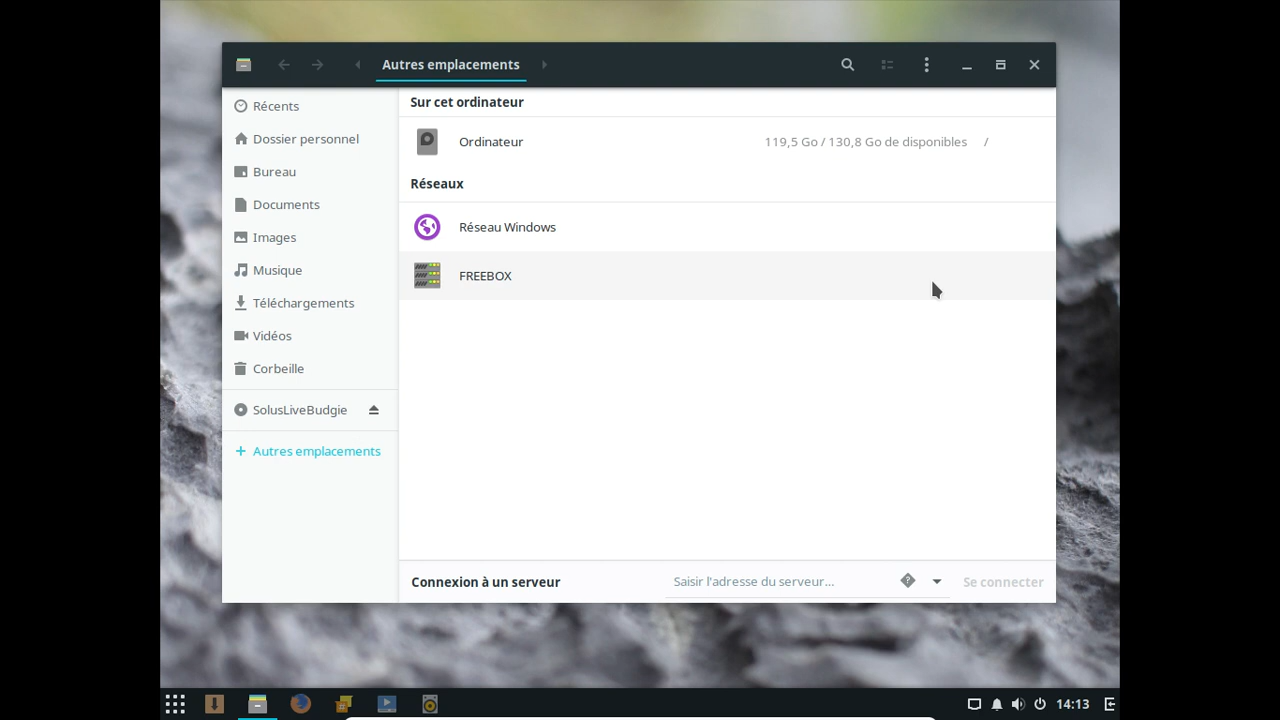 Autres emplacements
Récents
Dossier personnel
Bureau
Documents
Images
Musique
Téléchargements
Vidéos
Corbeille
SolusLiveBudgie
+ Autres emplacements
Sur cet ordinateur
Ordinateur 119,5 Go / 130,8 Go de disponibles /
Réseaux
Réseau Windows
FREEBOX
Connexion à un serveur Saisir l'adresse du serveur... ? Se connecter
14:13